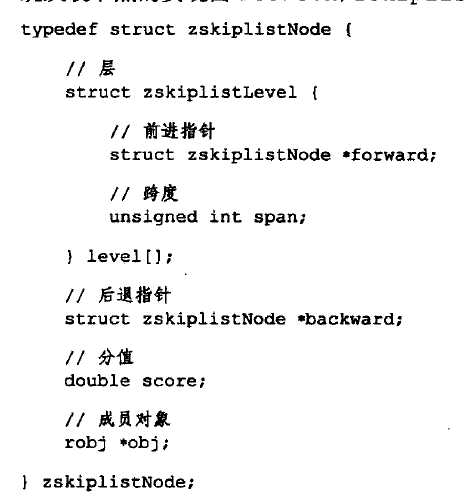 typedef struct zskiplistNode {
// 层
struct zskiplistLevel {
// 前进指针
struct zskiplistNode *forward;
// 跨度
unsigned int span;
} level[];
// 后退指针
struct zskiplistNode *backward;
// 分值
double score;
// 成员对象
robj *obj;
} zskiplistNode;